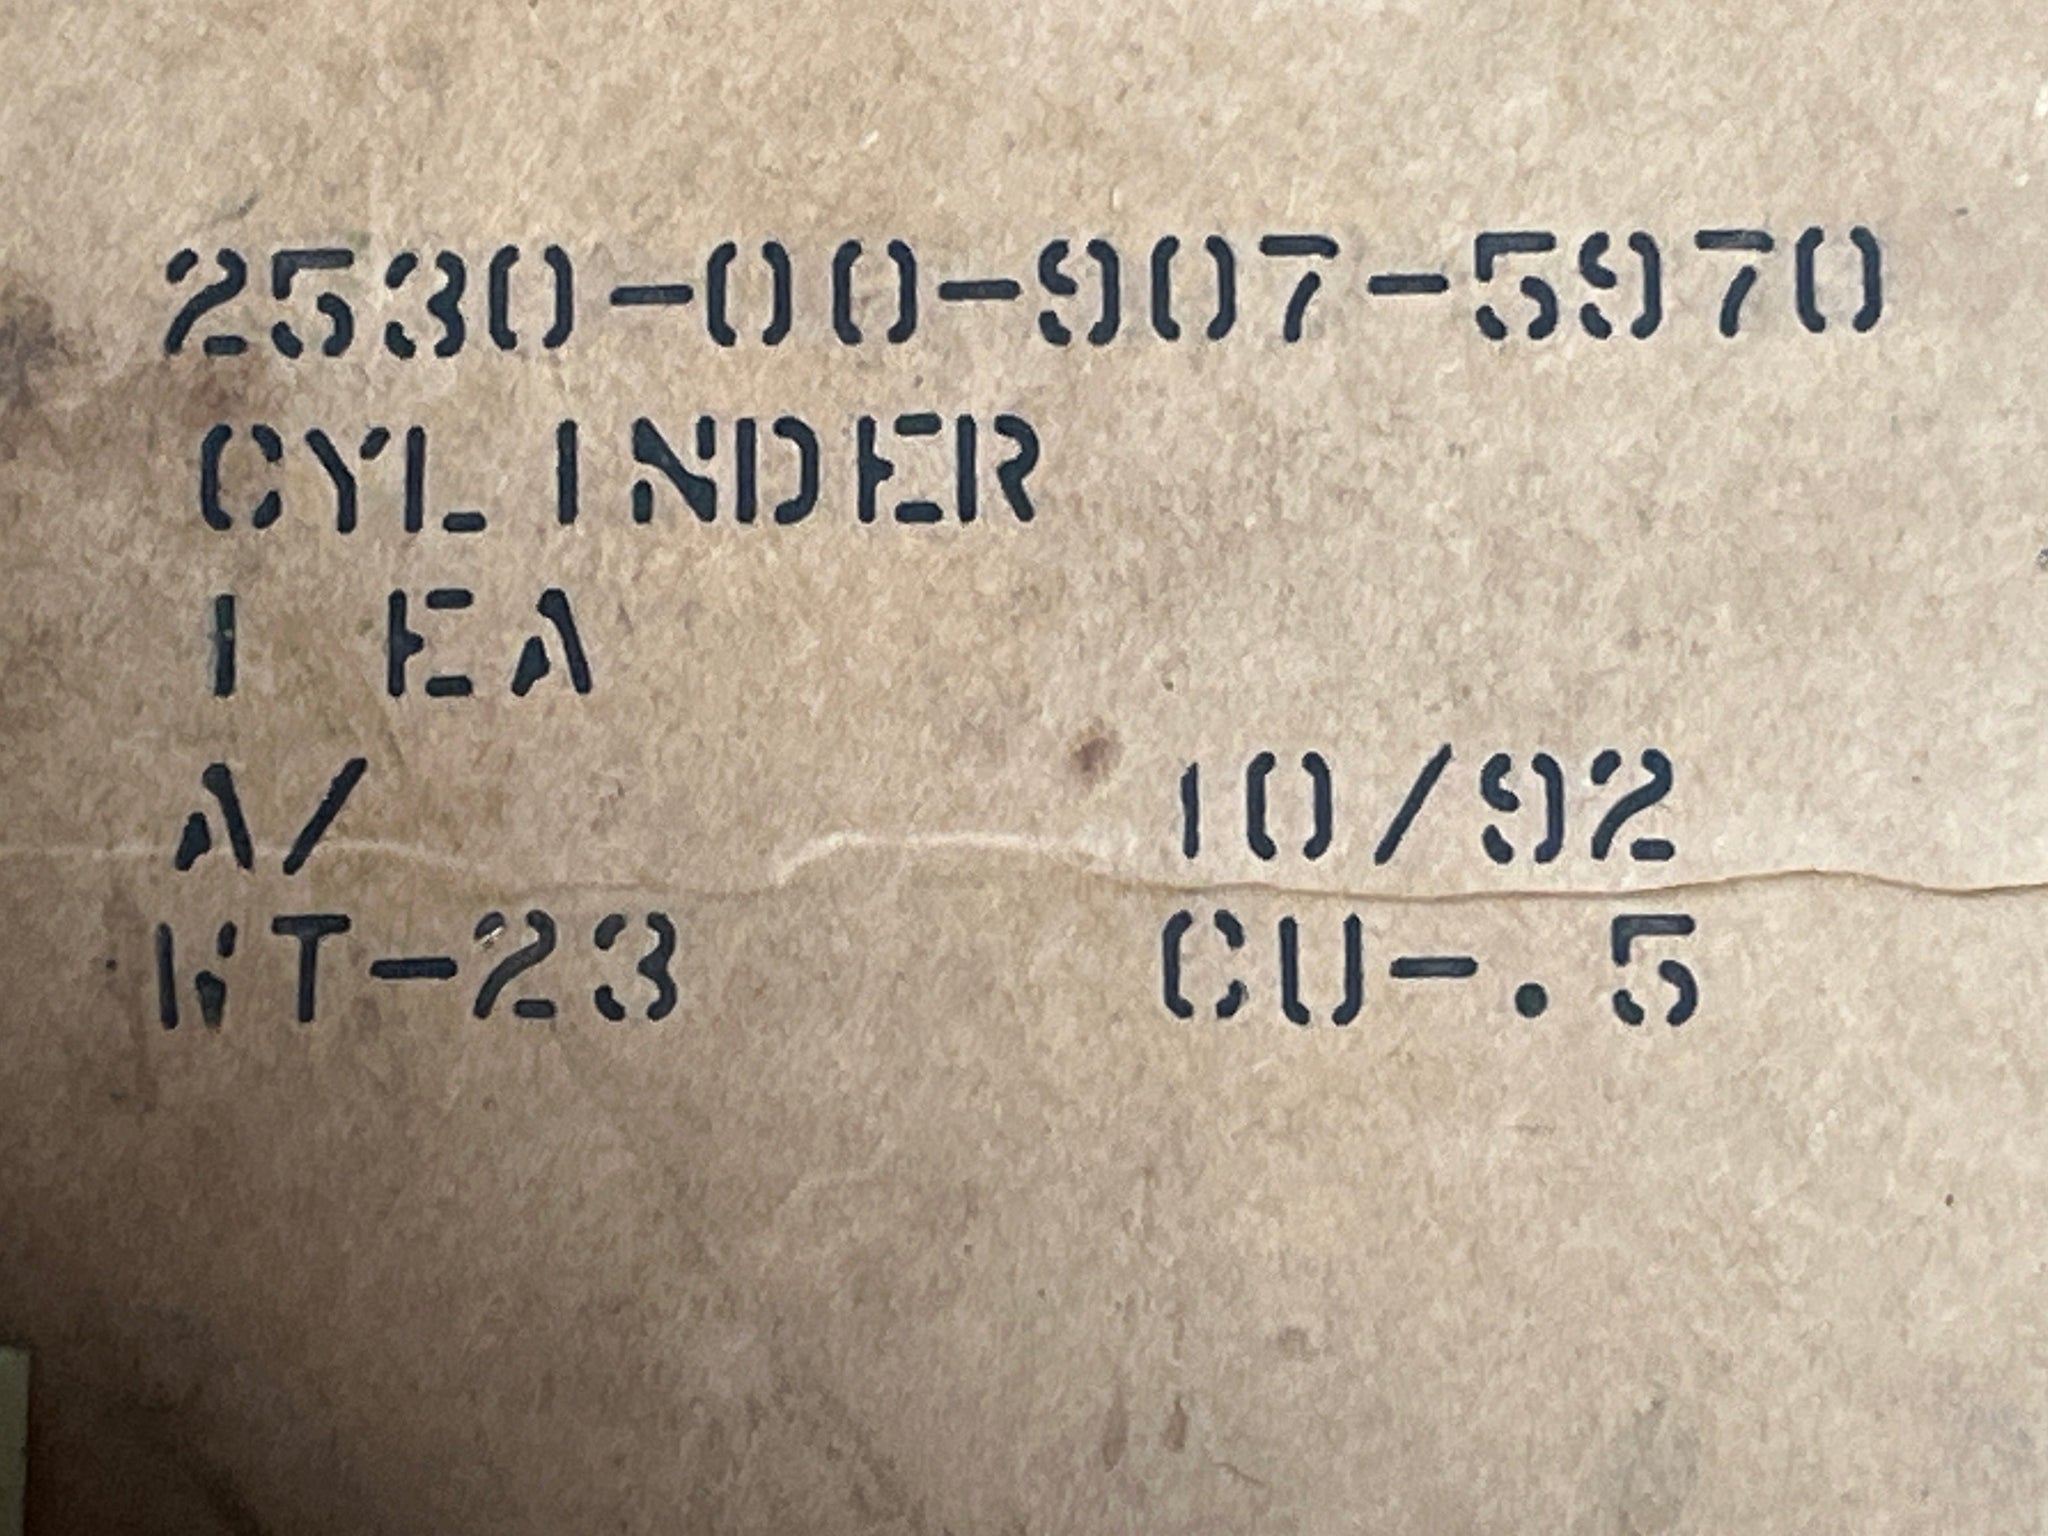 2530-00-907-5970
CYLINDER
1 EA
A/ 10/92
WT-23 CU-.5